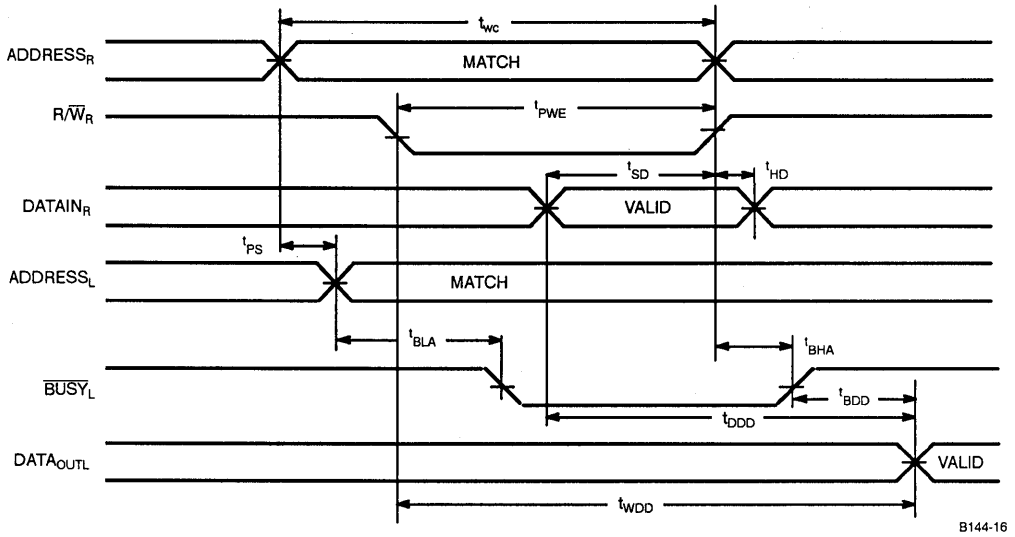 tWC
ADDRESSR
MATCH
R/W̅R
tPWE
tSD
tHD
DATAINR
VALID
tPS
ADDRESSL
MATCH
tBLA
tBHA
B̅U̅S̅Y̅L
tBDD
tDDD
DATAOUTL
VALID
tWDD
B144-16